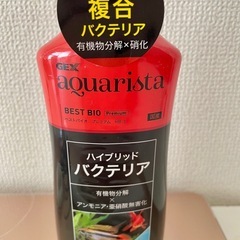 複合
バクテリア
有機物分解×硝化
GEX
aquarista
BEST BIO Premium
ハイブリッド
バクテリア
有機物分解
×
アンモニア・亜硝酸無害化